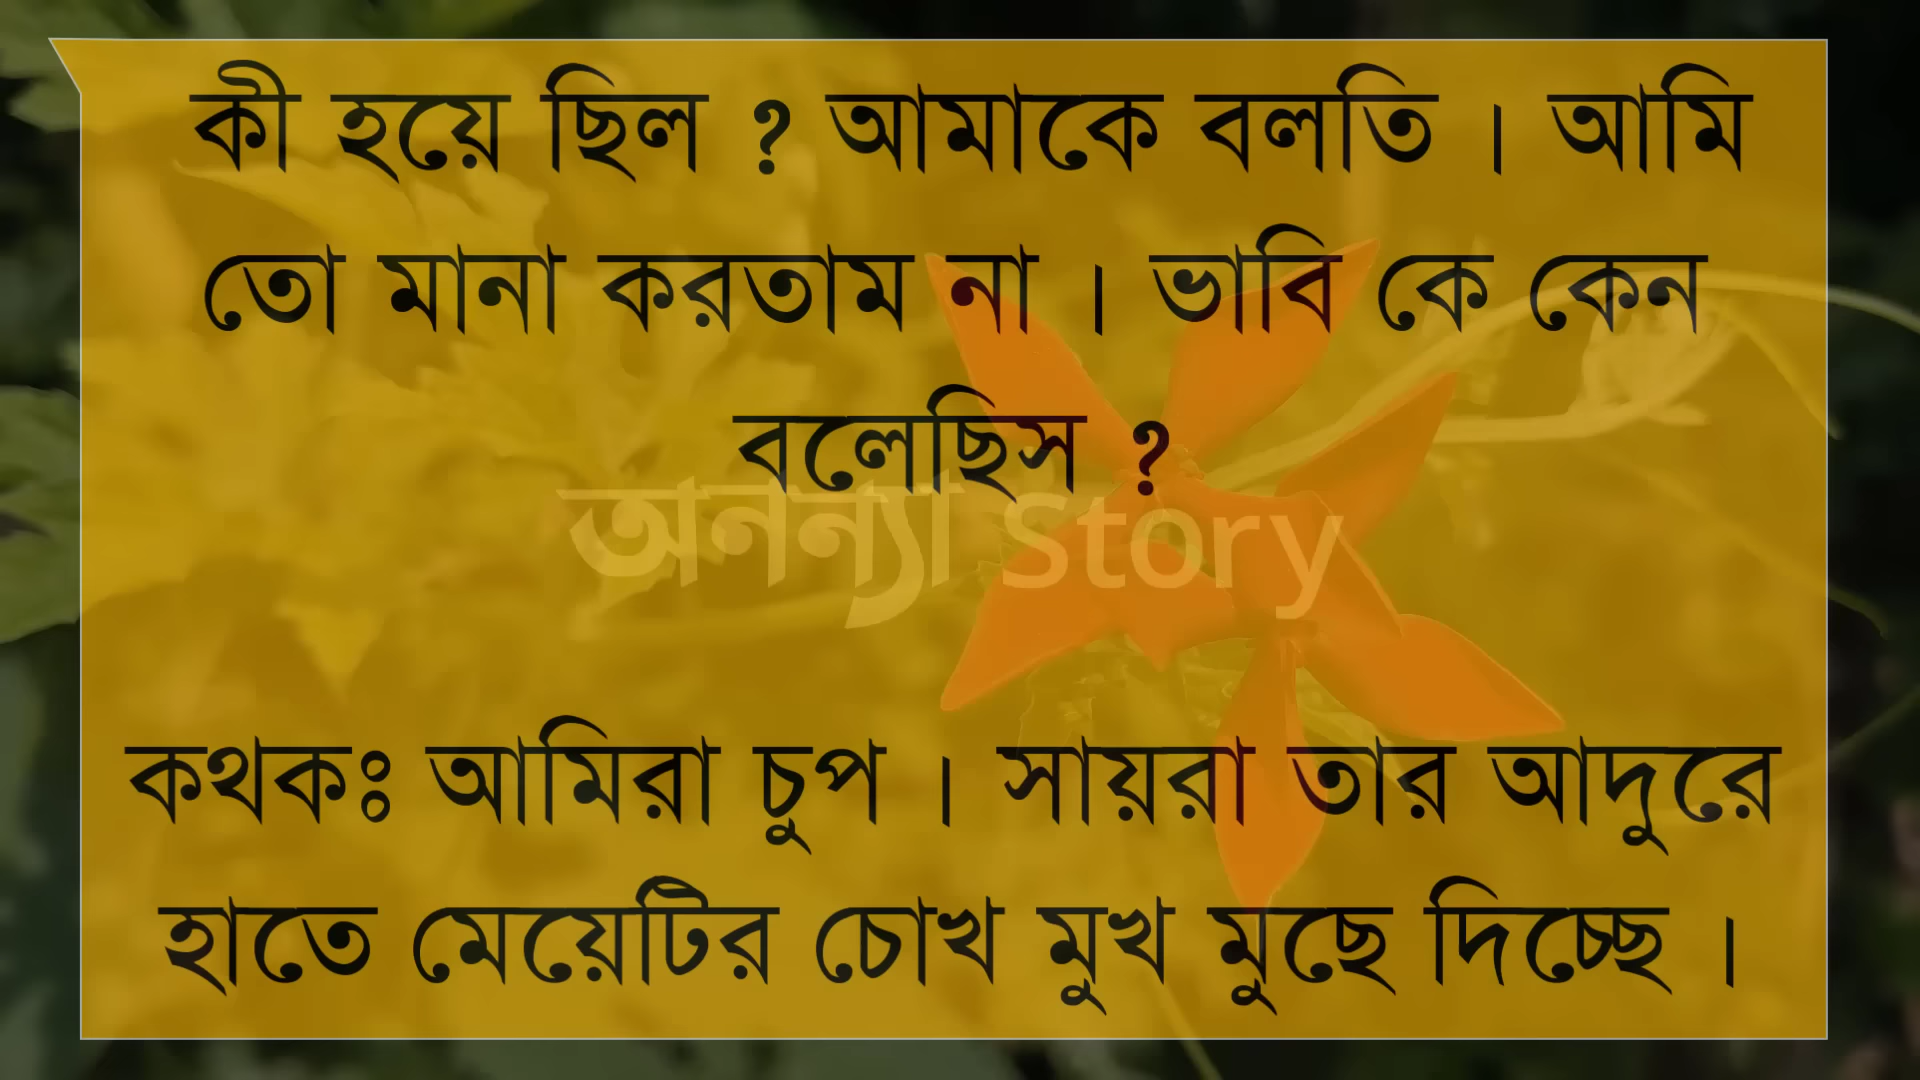 কী হয়ে ছিল ? আমাকে বলতি । আমি
তো মানা করতাম না । ভাবি কে কেন
বলেছিস ?
অনন্যা Story
কথকঃ আমিরা চুপ । সায়রা তার আদুরে
হাতে মেয়েটির চোখ মুখ মুছে দিচ্ছে ।